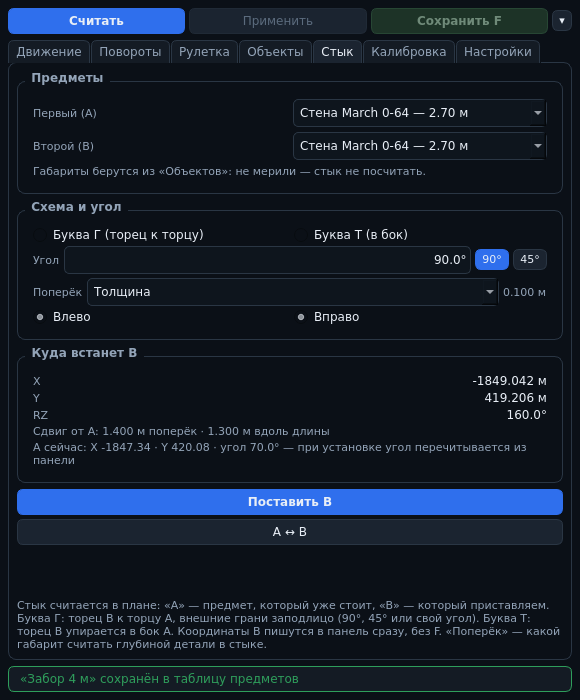 Считать Применить Сохранить F ▾
Движение Повороты Рулетка Объекты Стык Калибровка Настройки
Предметы
Первый (A) Стена March 0-64 — 2.70 м
Второй (B) Стена March 0-64 — 2.70 м
Габариты берутся из «Объектов»: не мерили — стык не посчитать.
Схема и угол
Буква Г (торец к торцу) Буква Т (в бок)
Угол 90.0° 90° 45°
Поперёк Толщина 0.100 м
Влево Вправо
Куда встанет B
X -1849.042 м
Y 419.206 м
RZ 160.0°
Сдвиг от A: 1.400 м поперёк · 1.300 м вдоль длины
A сейчас: X -1847.34 · Y 420.08 · угол 70.0° — при установке угол перечитывается из
панели
Поставить B
A ↔ B
Стык считается в плане: «A» — предмет, который уже стоит, «B» — который приставляем.
Буква Г: торец B к торцу A, внешние грани заподлицо (90°, 45° или свой угол). Буква Т:
торец B упирается в бок A. Координаты B пишутся в панель сразу, без F. «Поперёк» — какой
габарит считать глубиной детали в стыке.
«Забор 4 м» сохранён в таблицу предметов